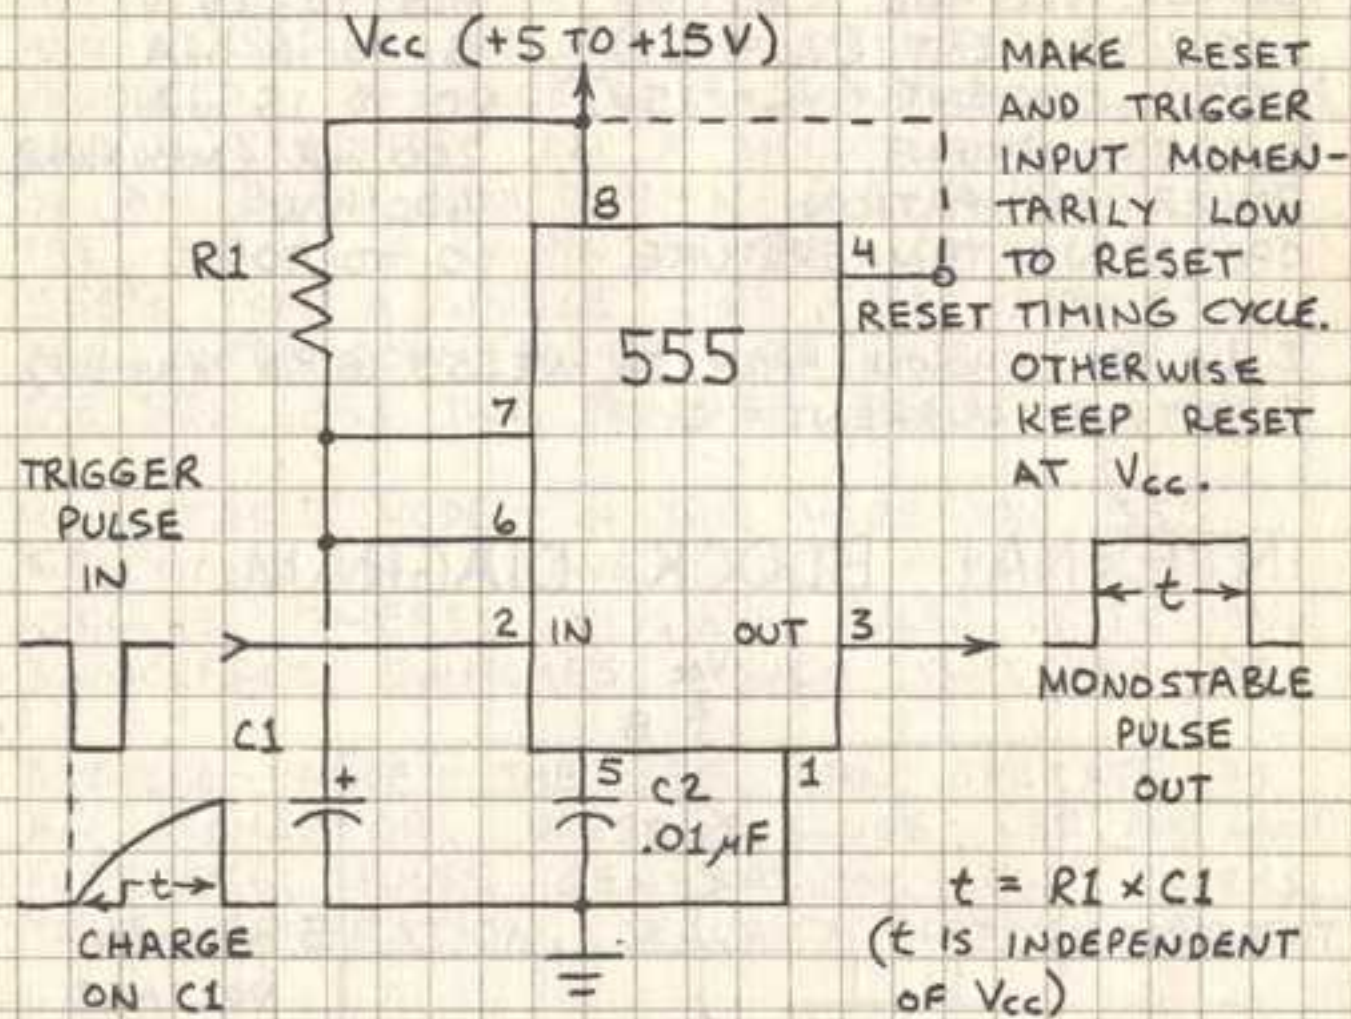 Vcc (+5 TO +15V)
MAKE RESET
AND TRIGGER
INPUT MOMEN-
TARILY LOW
TO RESET
TIMING CYCLE.
OTHERWISE
KEEP RESET
AT Vcc.
8
R1
4
RESET
555
7
TRIGGER
PULSE
IN
6
t
2
IN
OUT
3
MONOSTABLE
PULSE
OUT
C1
+
5
C2
.01µF
1
t
CHARGE
ON C1
t = R1 × C1
(t IS INDEPENDENT
OF Vcc)